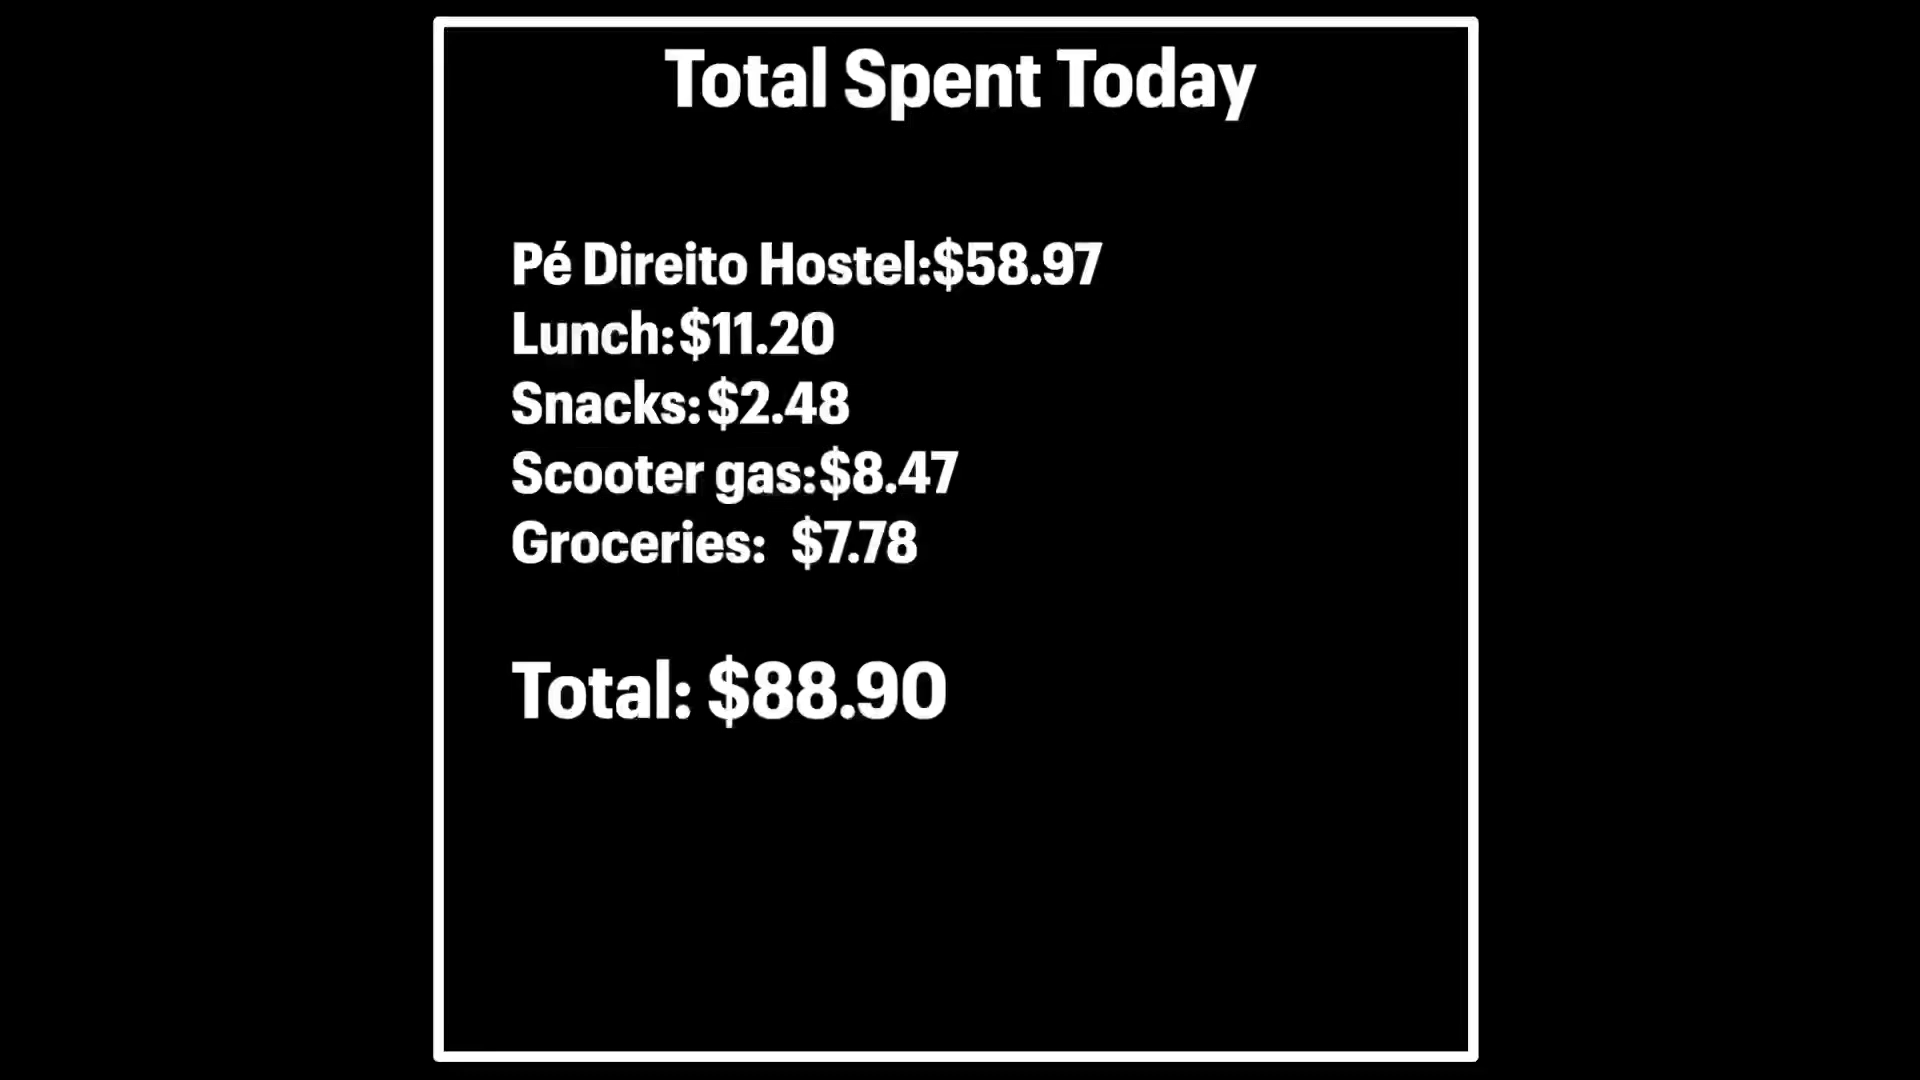 Total Spent Today
Pé Direito Hostel:$58.97
Lunch:$11.20
Snacks:$2.48
Scooter gas:$8.47
Groceries: $7.78
Total: $88.90